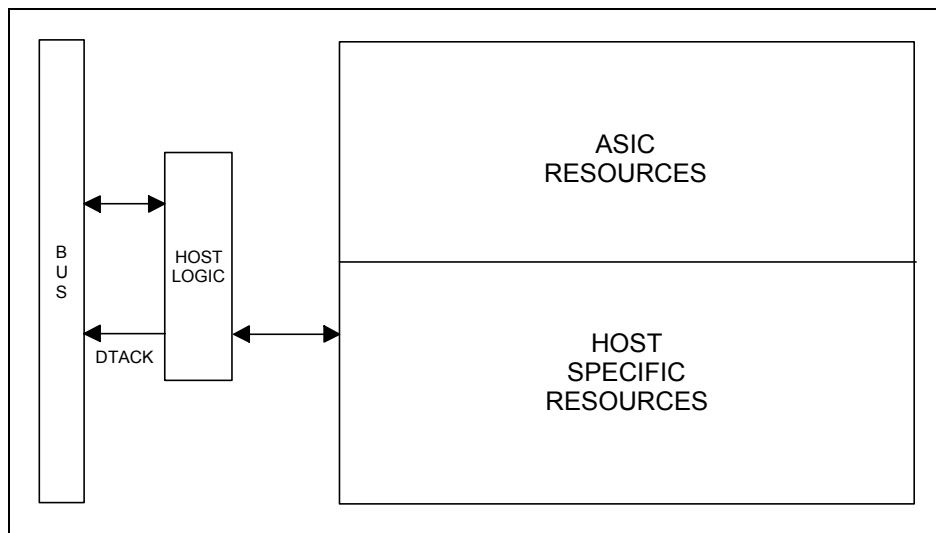 B
U
S
HOST
LOGIC
DTACK
ASIC
RESOURCES
HOST
SPECIFIC
RESOURCES